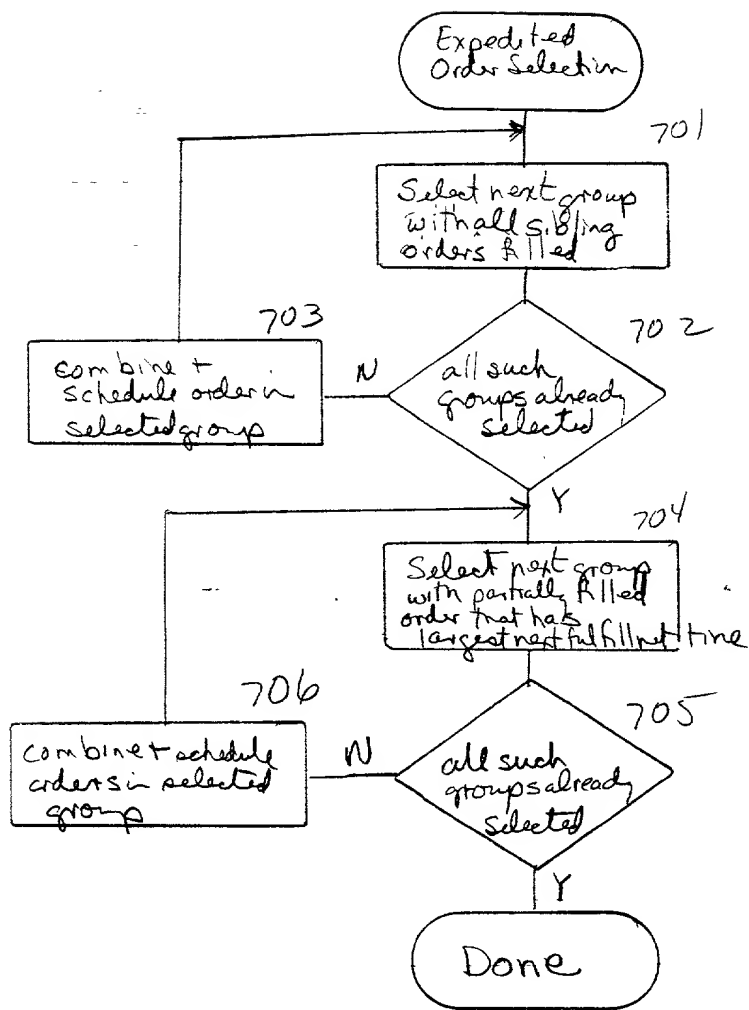 Expedited
Order Selection
701
Select next group
with all sibling
orders filled
702
all such
groups already
selected
N
703
combine +
schedule order in
selected group
Y
704
Select next group
with partially filled
order that has
largest next fulfillnet time
705
all such
groups already
selected
N
706
combine + schedule
orders in selected
group
Y
Done